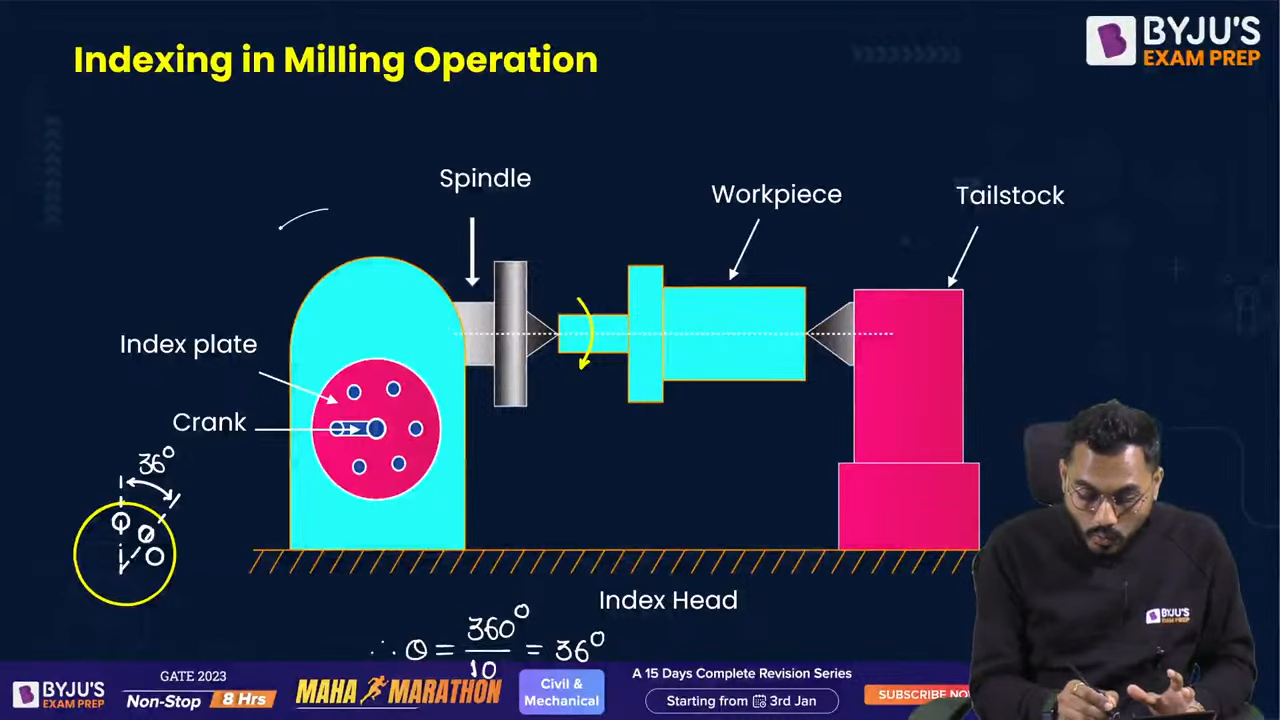 Indexing in Milling Operation
BYJU'S
EXAM PREP
Spindle
Workpiece
Tailstock
Index plate
Crank
36°
Index Head
∴ θ = 360° / 10 = 36°
BYJU'S
EXAM PREP
BYJU'S
EXAM PREP
GATE 2023
Non-Stop 8 Hrs
MAHA MARATHON
Civil &
Mechanical
A 15 Days Complete Revision Series
Starting from 3rd Jan
SUBSCRIBE NOW